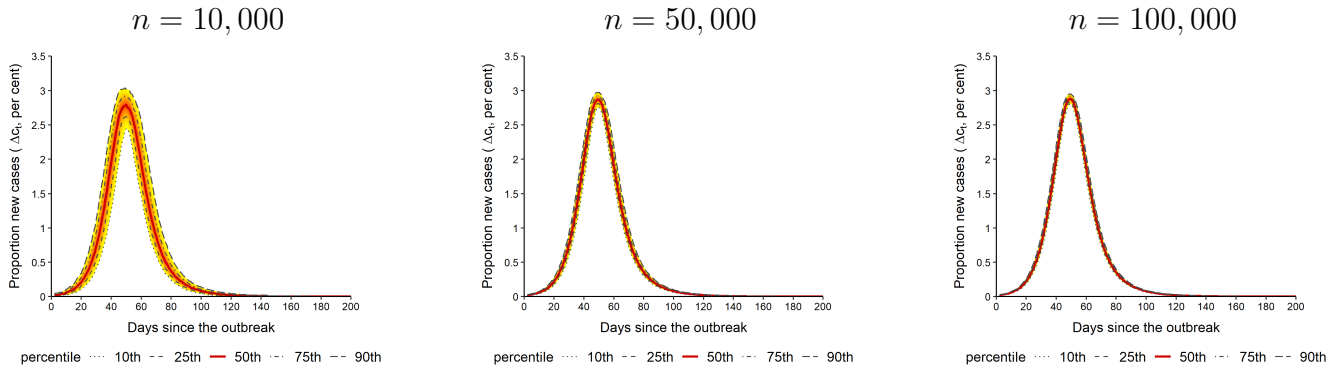 n = 10,000
Proportion new cases ( Δcₜ, per cent)
3.5
3
2.5
2
1.5
1
0.5
0
0 20 40 60 80 100 120 140 160 180 200
Days since the outbreak
percentile 10th 25th 50th 75th 90th
n = 50,000
Proportion new cases ( Δcₜ, per cent)
3.5
3
2.5
2
1.5
1
0.5
0
0 20 40 60 80 100 120 140 160 180 200
Days since the outbreak
percentile 10th 25th 50th 75th 90th
n = 100,000
Proportion new cases ( Δcₜ, per cent)
3.5
3
2.5
2
1.5
1
0.5
0
0 20 40 60 80 100 120 140 160 180 200
Days since the outbreak
percentile 10th 25th 50th 75th 90th